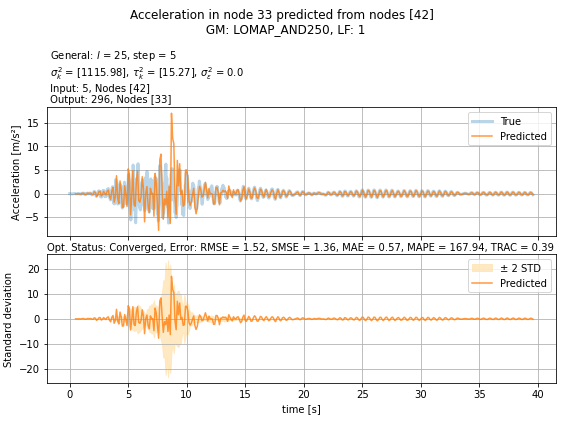 Acceleration in node 33 predicted from nodes [42]
GM: LOMAP_AND250, LF: 1
General: l = 25, step = 5
σ²ₖ = [1115.98], τ²ₖ = [15.27], σ²ₑ = 0.0
Input: 5, Nodes [42]
Output: 296, Nodes [33]
Acceleration [m/s²]
15
10
5
0
−5
True
Predicted
Opt. Status: Converged, Error: RMSE = 1.52, SMSE = 1.36, MAE = 0.57, MAPE = 167.94, TRAC = 0.39
Standard deviation
20
10
0
−10
−20
± 2 STD
Predicted
0 5 10 15 20 25 30 35 40
time [s]